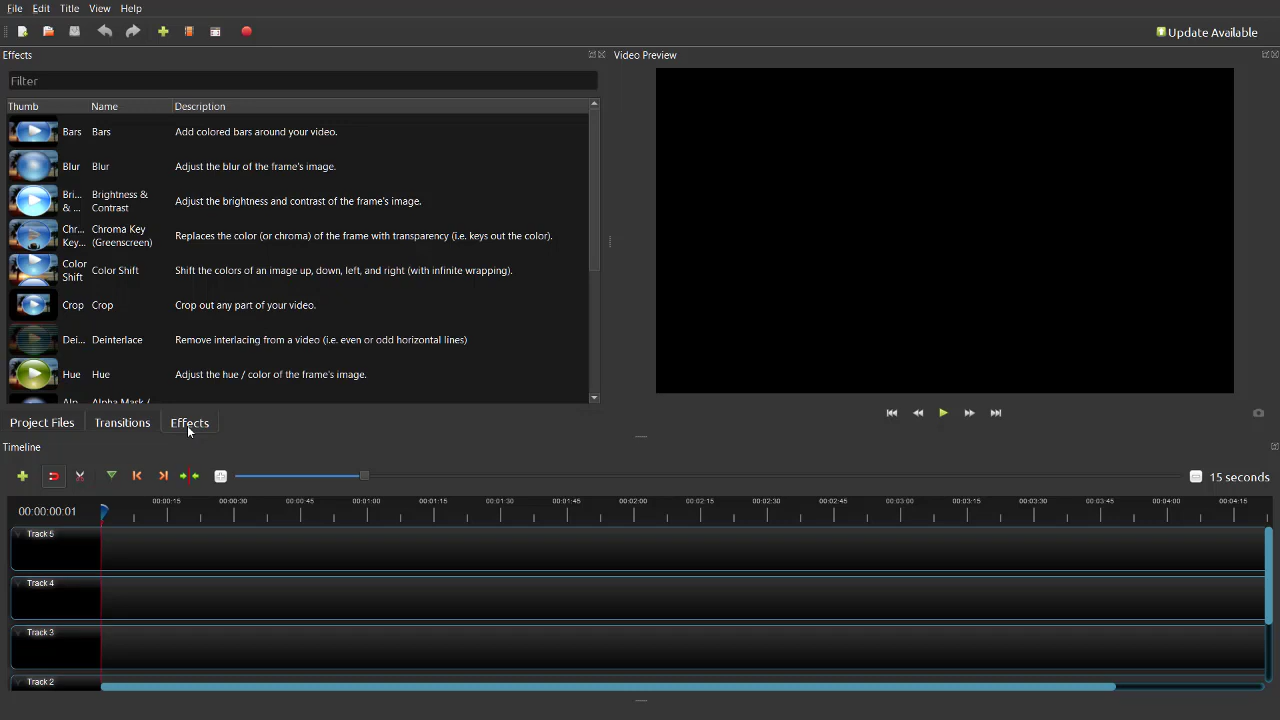 File Edit Title View Help
Update Available
Effects
Video Preview
Filter
Thumb Name Description
Bars Bars Add colored bars around your video.
Blur Blur Adjust the blur of the frame's image.
Bri... & ... Brightness & Contrast Adjust the brightness and contrast of the frame's image.
Chr... Key... Chroma Key (Greenscreen) Replaces the color (or chroma) of the frame with transparency (i.e. keys out the color).
Color Shift Color Shift Shift the colors of an image up, down, left, and right (with infinite wrapping).
Crop Crop Crop out any part of your video.
Dei... Deinterlace Remove interlacing from a video (i.e. even or odd horizontal lines)
Hue Hue Adjust the hue / color of the frame's image.
Alp... Alpha Mask /
Project Files Transitions Effects
Timeline
15 seconds
00:00:00:01
00:00:15 00:00:30 00:00:45 00:01:00 00:01:15 00:01:30 00:01:45 00:02:00 00:02:15 00:02:30 00:02:45 00:03:00 00:03:15 00:03:30 00:03:45 00:04:00 00:04:15
Track 5
Track 4
Track 3
Track 2